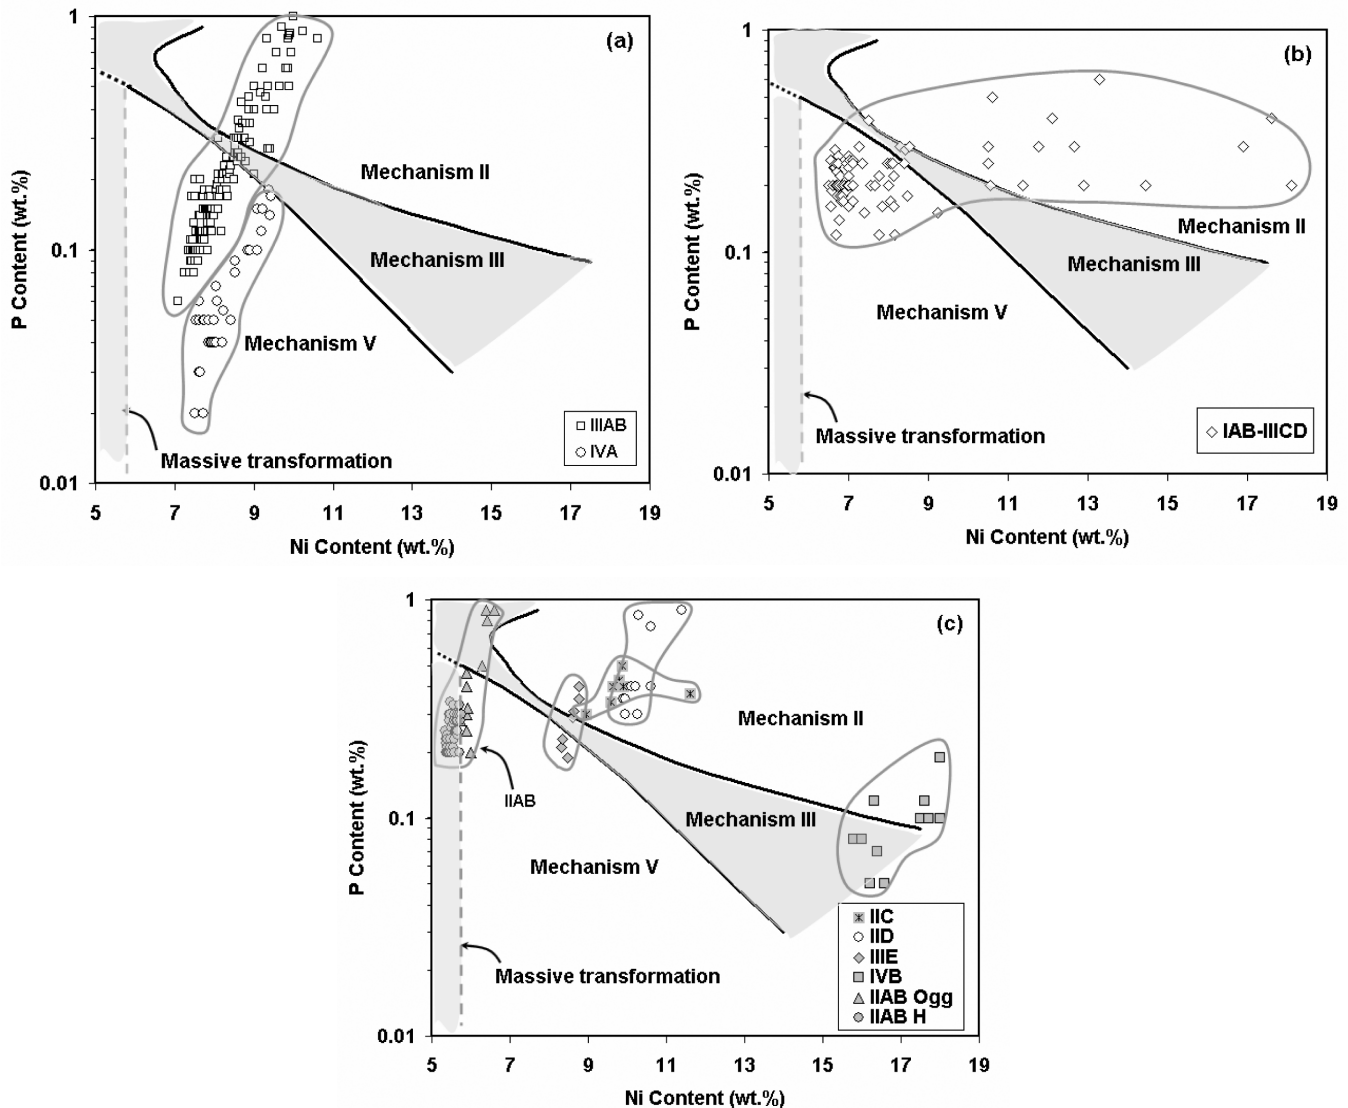 (a)
1
0.1
0.01
P Content (wt.%)
Mechanism II
Mechanism III
Mechanism V
Massive transformation
IIIAB
IVA
5 7 9 11 13 15 17 19
Ni Content (wt.%)
(b)
1
0.1
0.01
P Content (wt.%)
Mechanism II
Mechanism III
Mechanism V
Massive transformation
IAB-IIICD
5 7 9 11 13 15 17 19
Ni Content (wt.%)
(c)
1
0.1
0.01
P Content (wt.%)
Mechanism II
IIAB
Mechanism III
Mechanism V
Massive transformation
IIC
IID
IIIE
IVB
IIAB Ogg
IIAB H
5 7 9 11 13 15 17 19
Ni Content (wt.%)